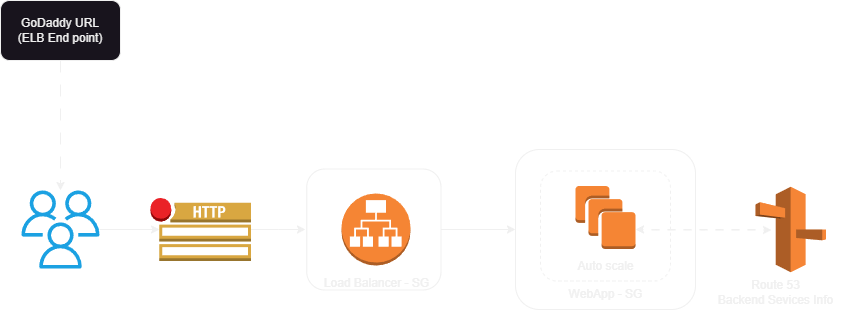 GoDaddy URL
(ELB End point)
HTTP
Load Balancer - SG
Auto scale
WebApp - SG
Route 53
Backend Sevices Info